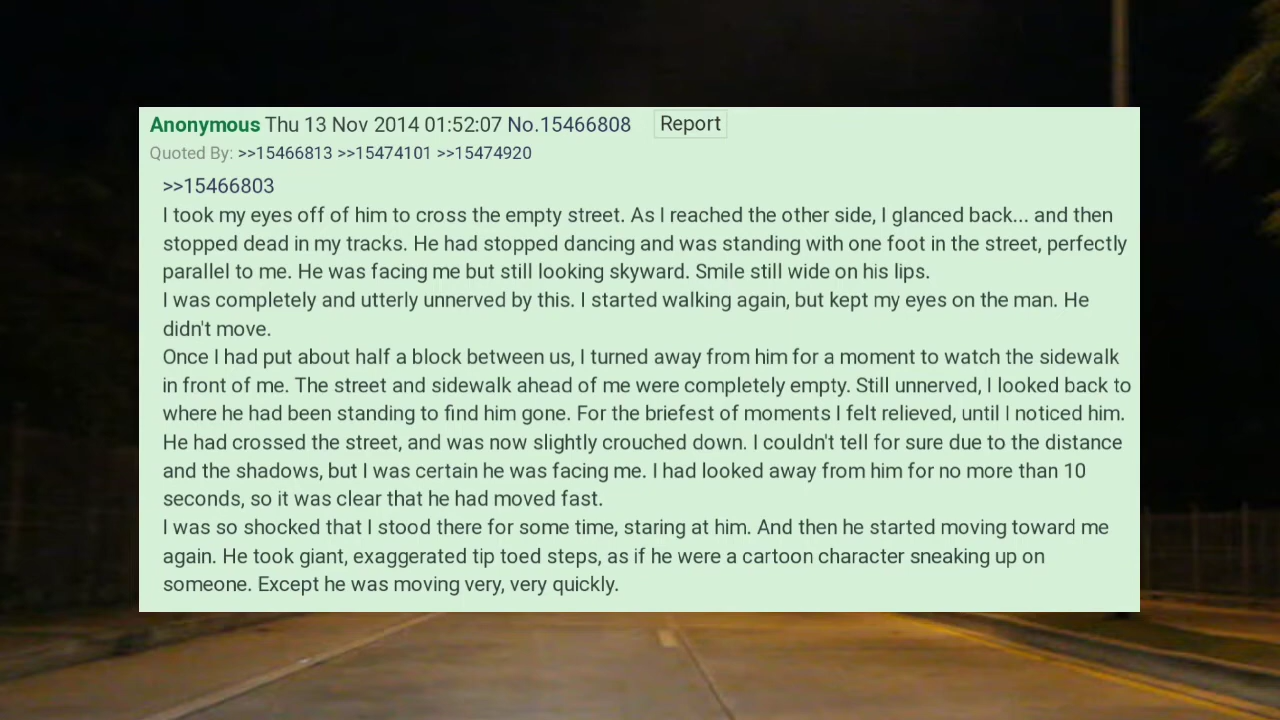 Anonymous Thu 13 Nov 2014 01:52:07 No.15466808 Report
Quoted By: >>15466813 >>15474101 >>15474920
>>15466803
I took my eyes off of him to cross the empty street. As I reached the other side, I glanced back... and then
stopped dead in my tracks. He had stopped dancing and was standing with one foot in the street, perfectly
parallel to me. He was facing me but still looking skyward. Smile still wide on his lips.
I was completely and utterly unnerved by this. I started walking again, but kept my eyes on the man. He
didn't move.
Once I had put about half a block between us, I turned away from him for a moment to watch the sidewalk
in front of me. The street and sidewalk ahead of me were completely empty. Still unnerved, I looked back to
where he had been standing to find him gone. For the briefest of moments I felt relieved, until I noticed him.
He had crossed the street, and was now slightly crouched down. I couldn't tell for sure due to the distance
and the shadows, but I was certain he was facing me. I had looked away from him for no more than 10
seconds, so it was clear that he had moved fast.
I was so shocked that I stood there for some time, staring at him. And then he started moving toward me
again. He took giant, exaggerated tip toed steps, as if he were a cartoon character sneaking up on
someone. Except he was moving very, very quickly.